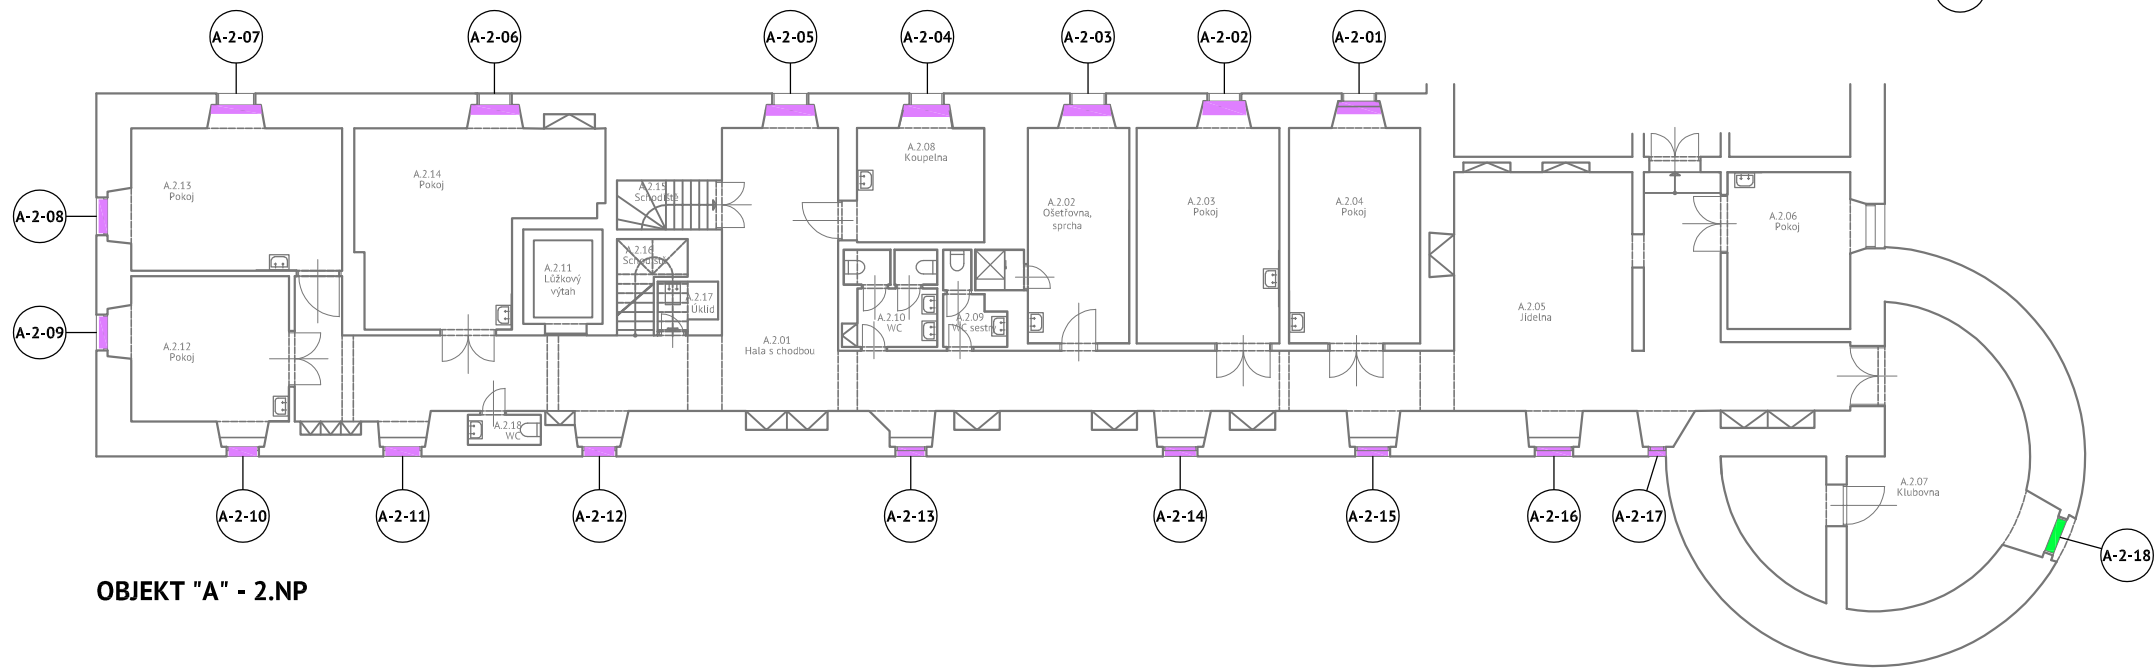 A-2-07
A-2-06
A-2-05
A-2-04
A-2-03
A-2-02
A-2-01
A-2-08
A-2-09
A.2.13
Pokoj
A.2.14
Pokoj
A.2.15
Schodiště
A.2.08
Koupelna
A.2.02
Ošetřovna,
sprcha
A.2.03
Pokoj
A.2.04
Pokoj
A.2.06
Pokoj
A.2.16
Schodiště
A.2.11
Lůžkový
výtah
A.2.17
Úklid
A.2.10
WC
A.2.09
WC sestry
A.2.05
Jídelna
A.2.12
Pokoj
A.2.01
Hala s chodbou
A.2.18
WC
A.2.07
Klubovna
A-2-10
A-2-11
A-2-12
A-2-13
A-2-14
A-2-15
A-2-16
A-2-17
A-2-18
OBJEKT "A" - 2.NP